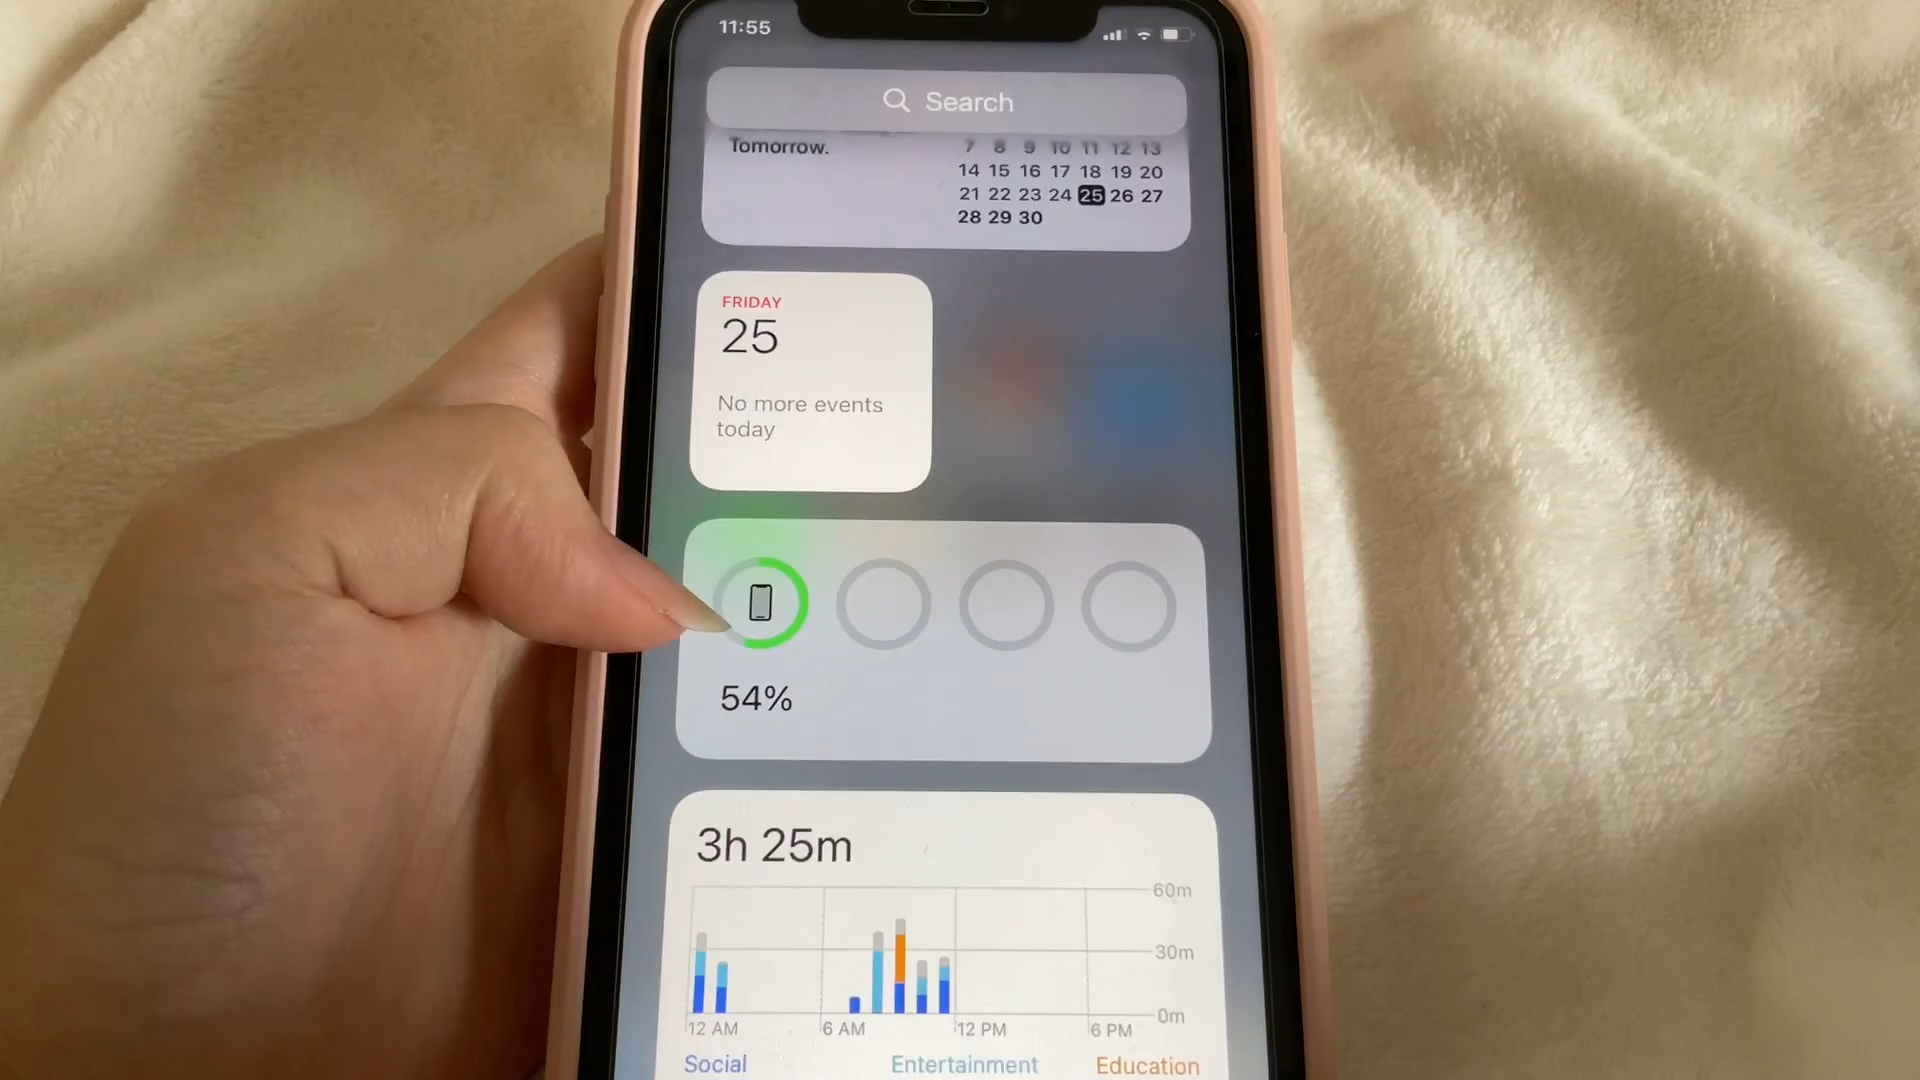 11:55
Search
Tomorrow.
7 8 9 10 11 12 13
14 15 16 17 18 19 20
21 22 23 24 25 26 27
28 29 30
FRIDAY
25
No more events
today
54%
3h 25m
60m
30m
0m
12 AM 6 AM 12 PM 6 PM
Social Entertainment Education